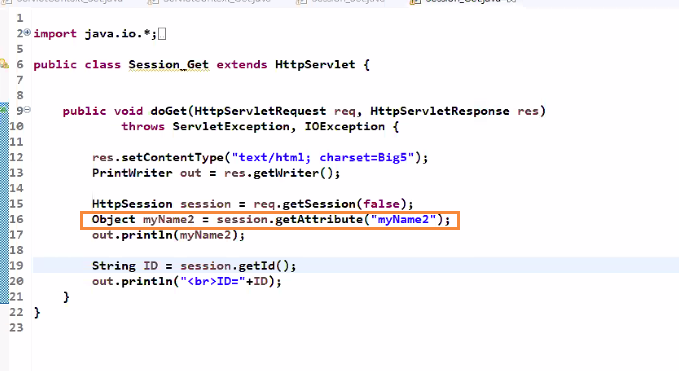 Session_Get.java
1
2 import java.io.*;
5
6 public class Session_Get extends HttpServlet {
7
8
9 public void doGet(HttpServletRequest req, HttpServletResponse res)
10 throws ServletException, IOException {
11
12 res.setContentType("text/html; charset=Big5");
13 PrintWriter out = res.getWriter();
14
15 HttpSession session = req.getSession(false);
16 Object myName2 = session.getAttribute("myName2");
17 out.println(myName2);
18
19 String ID = session.getId();
20 out.println("<br>ID="+ID);
21 }
22 }
23